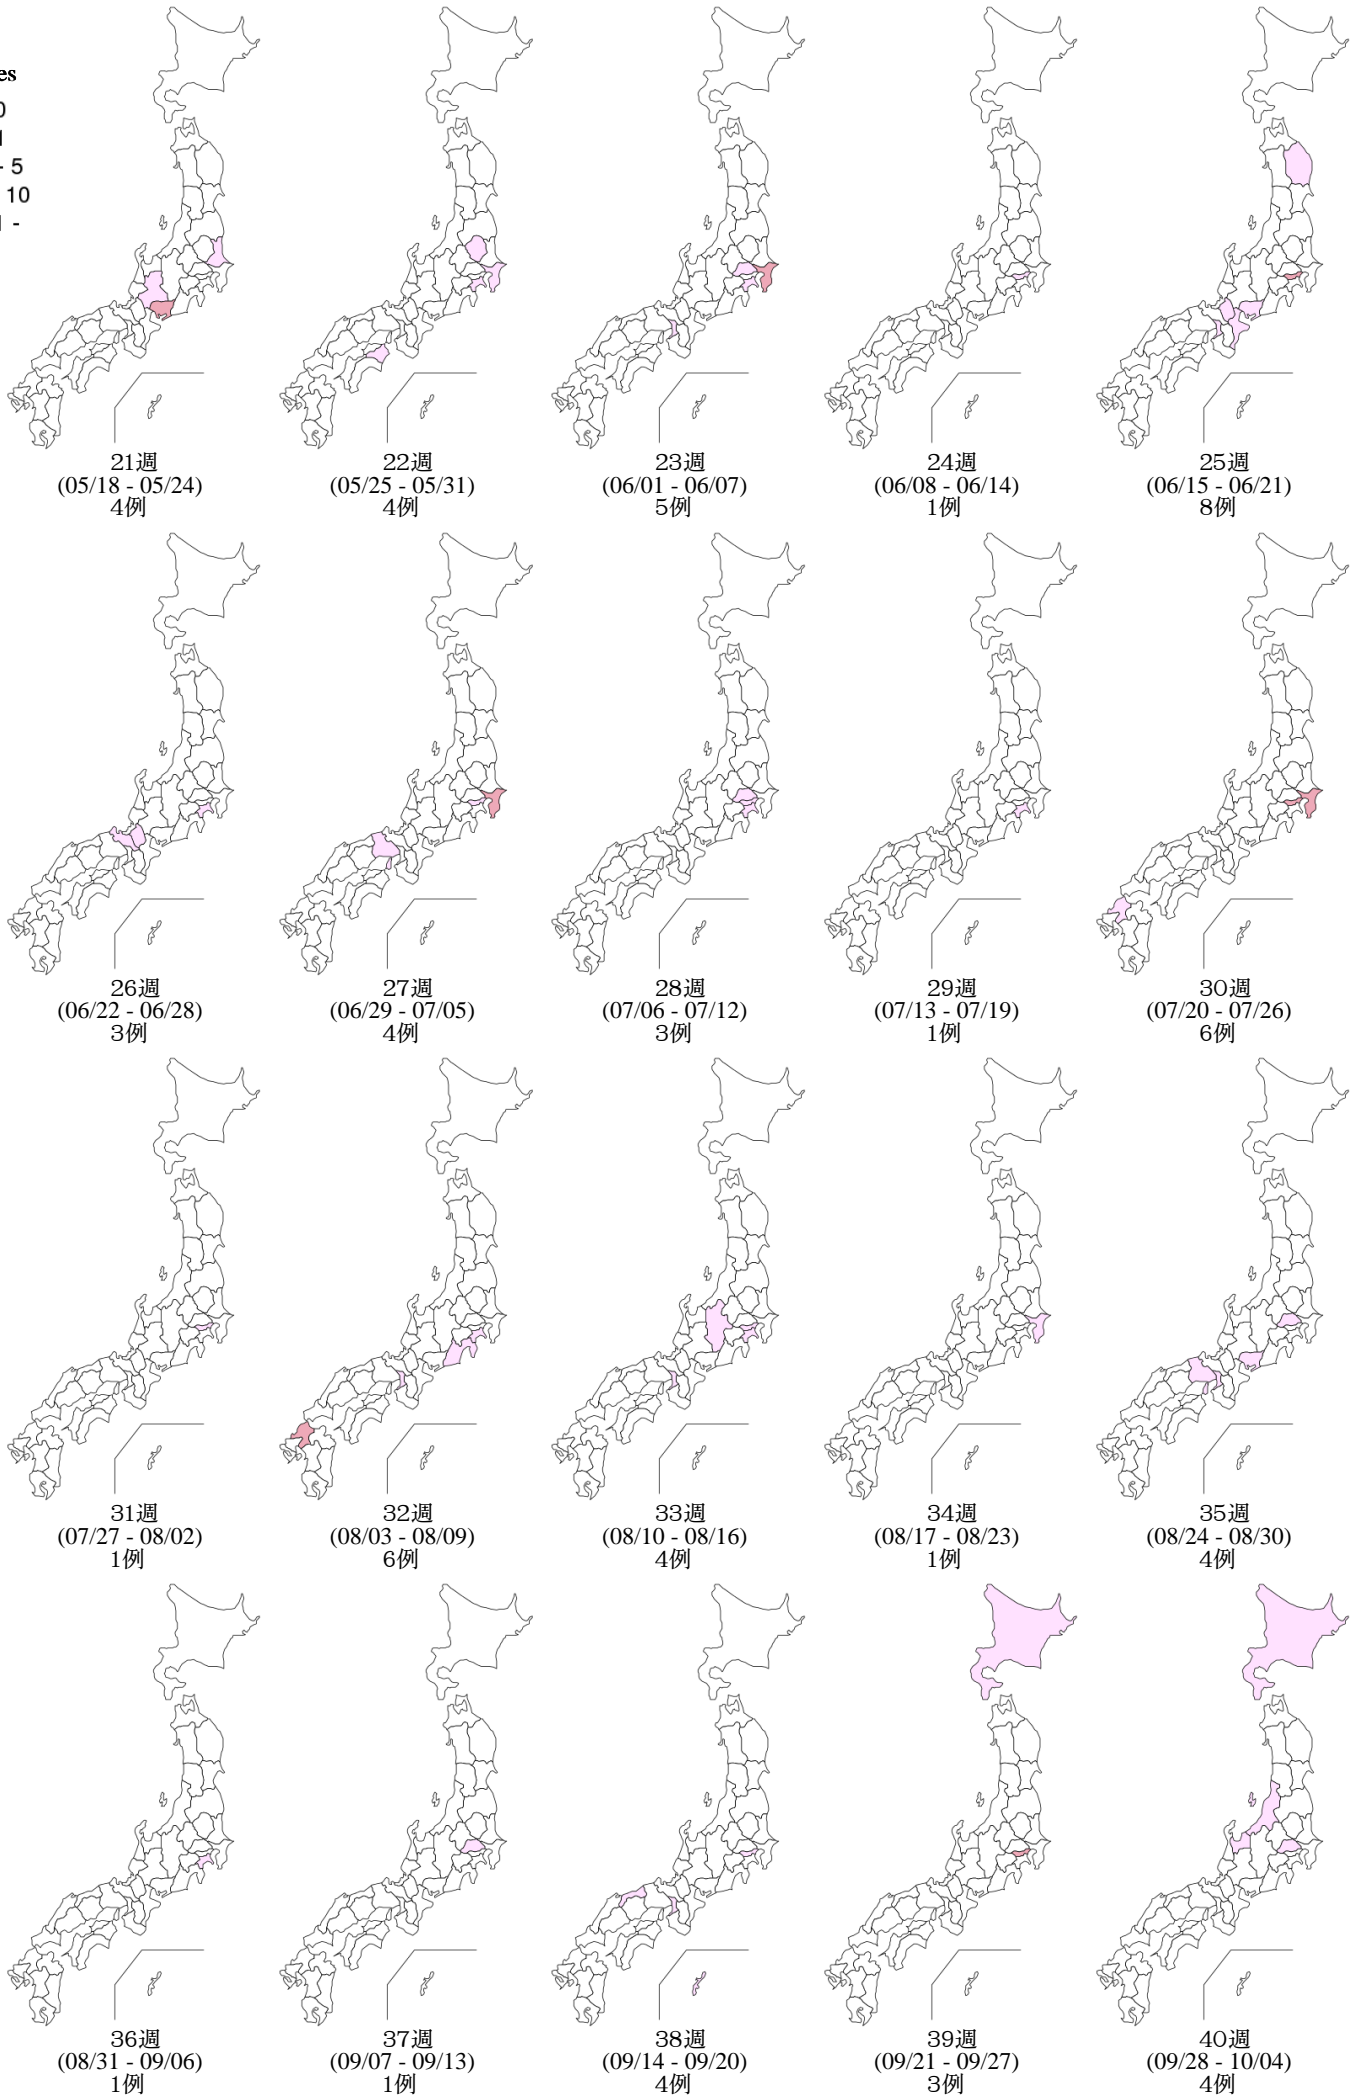 es
0
- 5
10
-
21週
(05/18 - 05/24)
4例
22週
(05/25 - 05/31)
4例
23週
(06/01 - 06/07)
5例
24週
(06/08 - 06/14)
1例
25週
(06/15 - 06/21)
8例
26週
(06/22 - 06/28)
3例
27週
(06/29 - 07/05)
4例
28週
(07/06 - 07/12)
3例
29週
(07/13 - 07/19)
1例
30週
(07/20 - 07/26)
6例
31週
(07/27 - 08/02)
1例
32週
(08/03 - 08/09)
6例
33週
(08/10 - 08/16)
4例
34週
(08/17 - 08/23)
1例
35週
(08/24 - 08/30)
4例
36週
(08/31 - 09/06)
1例
37週
(09/07 - 09/13)
1例
38週
(09/14 - 09/20)
4例
39週
(09/21 - 09/27)
3例
40週
(09/28 - 10/04)
4例